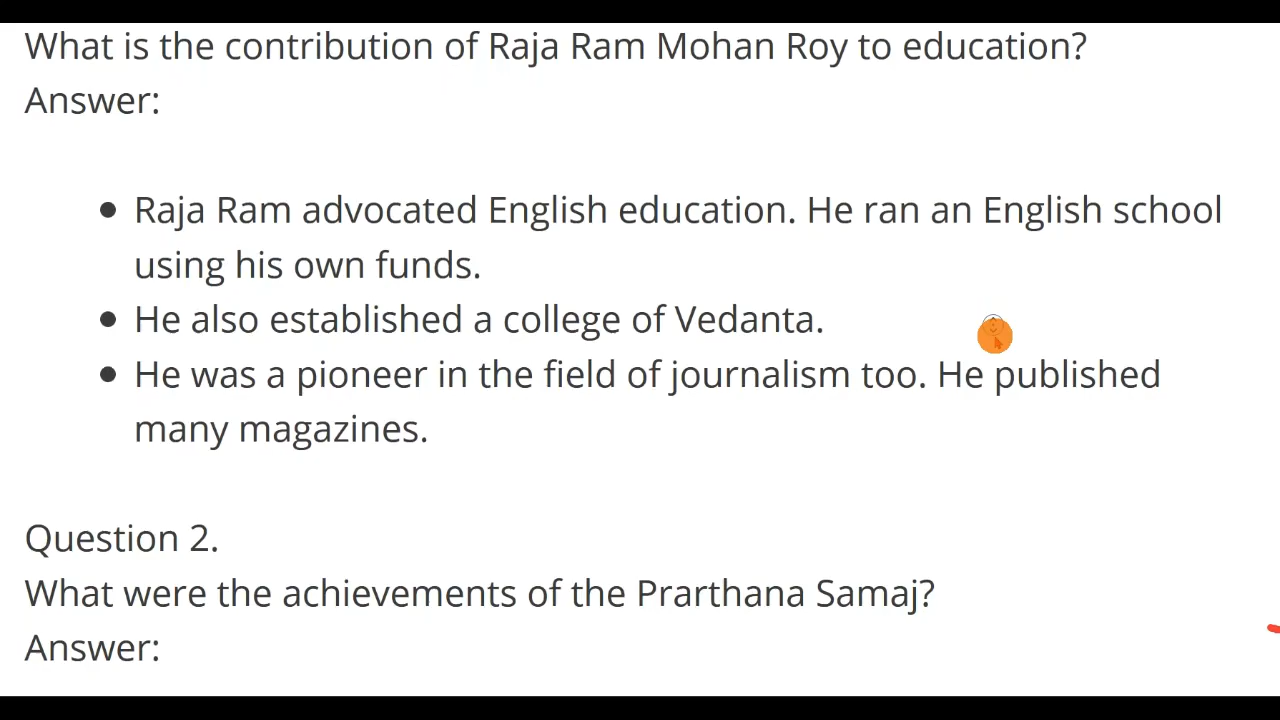 What is the contribution of Raja Ram Mohan Roy to education?
Answer:
Raja Ram advocated English education. He ran an English school
using his own funds.
He also established a college of Vedanta.
He was a pioneer in the field of journalism too. He published
many magazines.
Question 2.
What were the achievements of the Prarthana Samaj?
Answer: